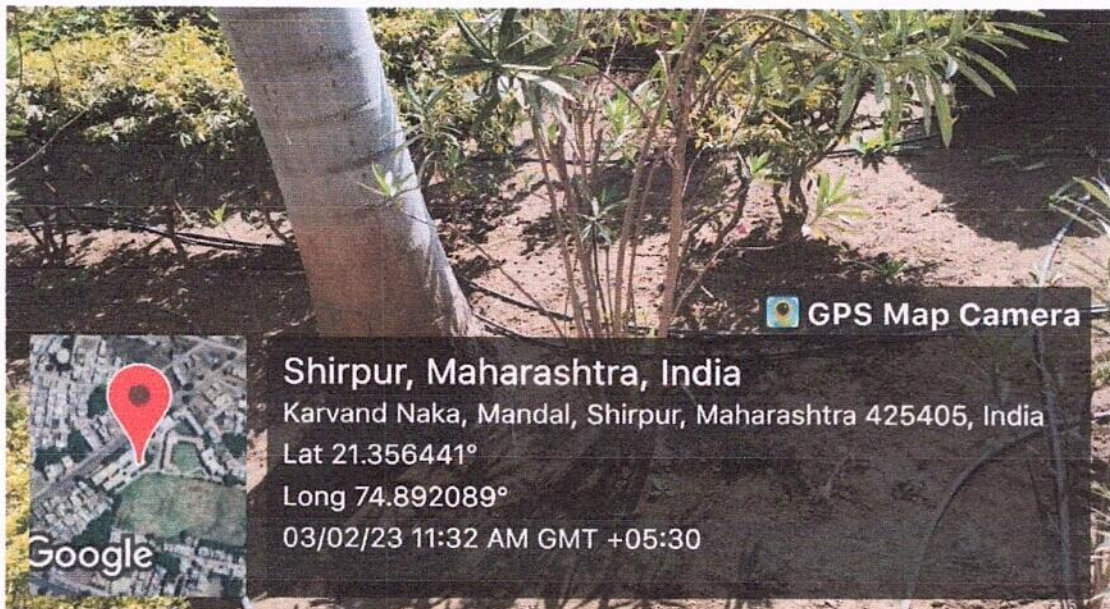 GPS Map Camera
Shirpur, Maharashtra, India
Karvand Naka, Mandal, Shirpur, Maharashtra 425405, India
Lat 21.356441°
Long 74.892089°
03/02/23 11:32 AM GMT +05:30
Google